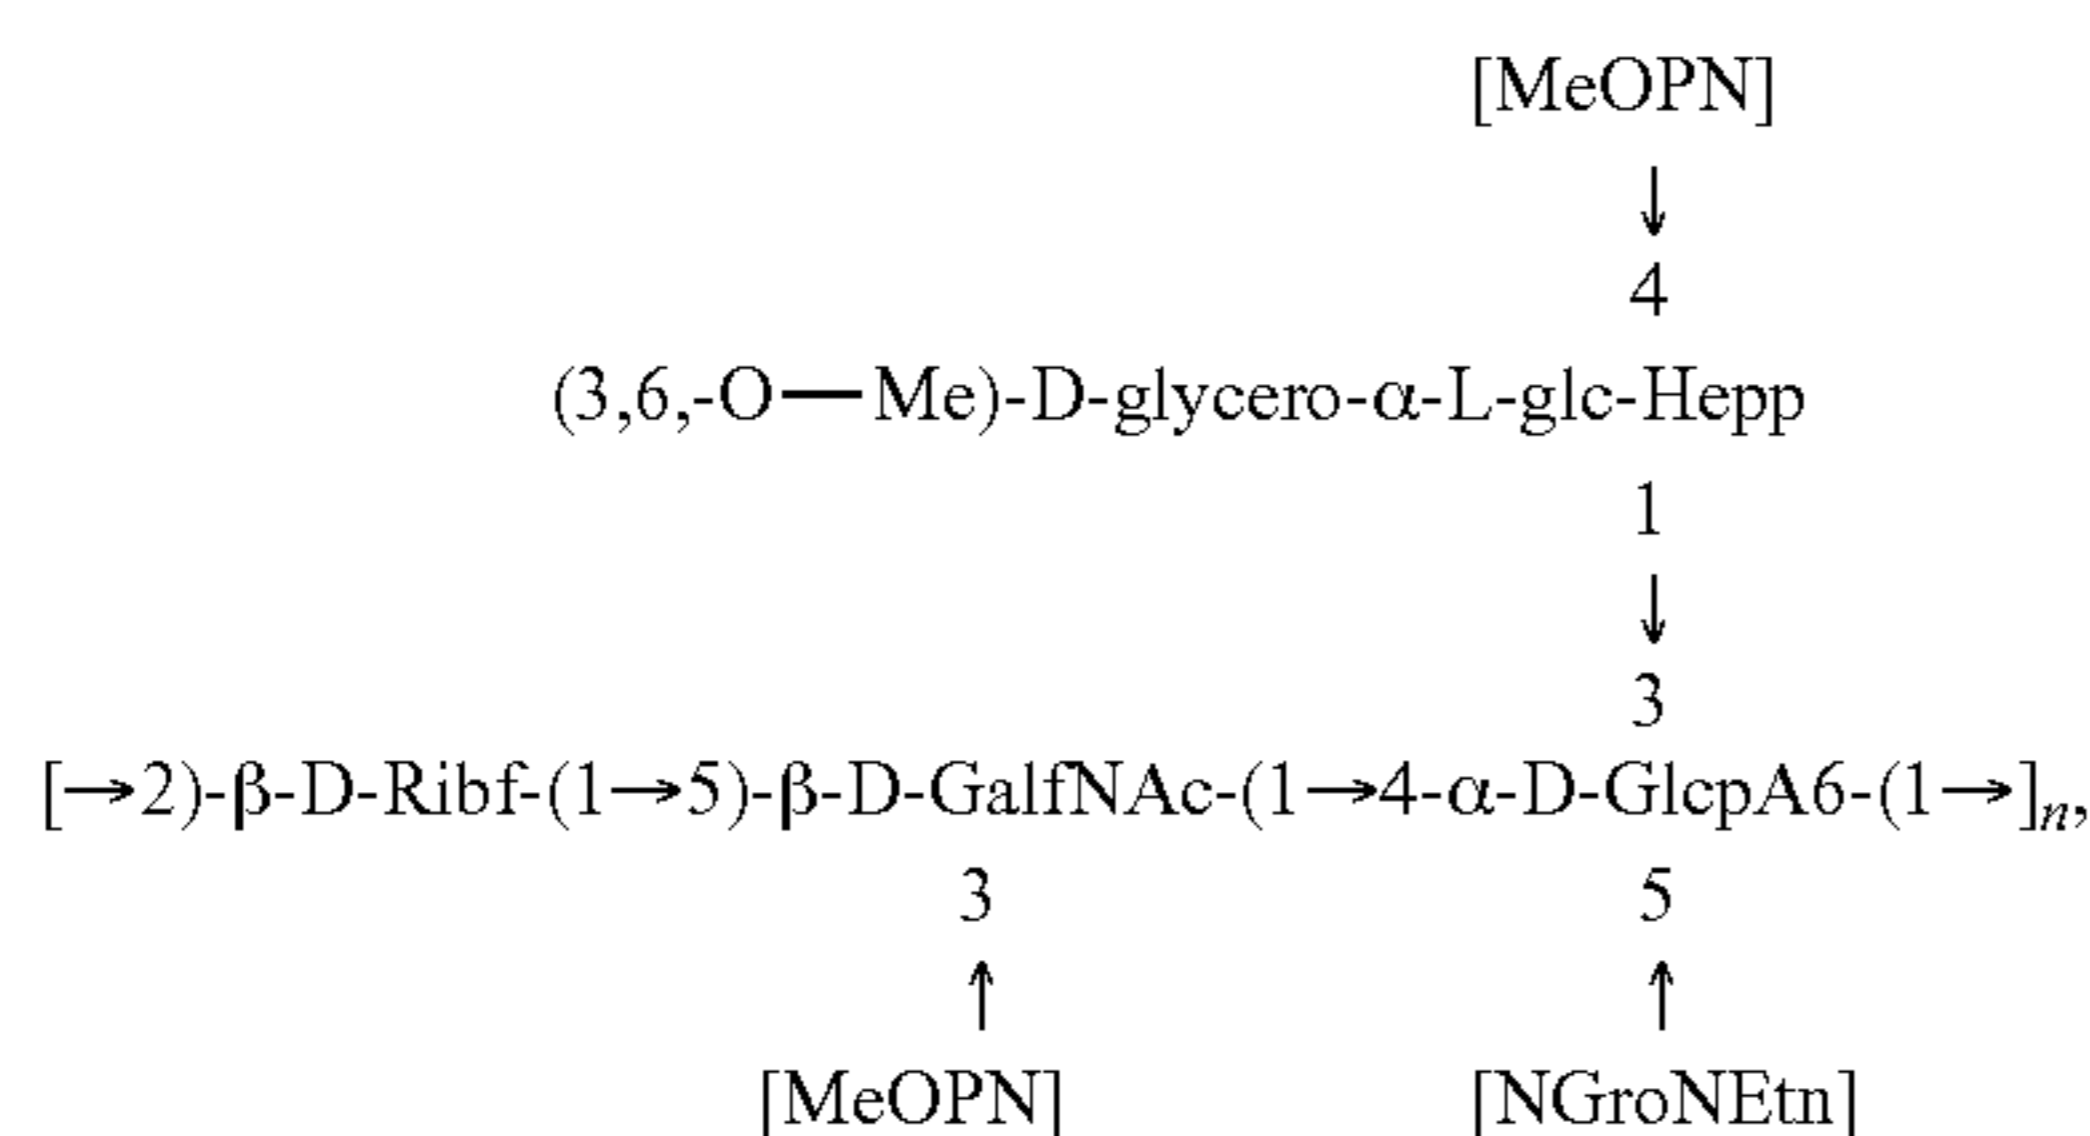 [MeOPN]
↓
4
(3,6,-O—Me)-D-glycero-α-L-glc-Hepp
1
↓
3
[→2)-β-D-Ribf-(1→5)-β-D-GalfNAc-(1→4-α-D-GlcpA6-(1→]n,
3 5
↑ ↑
[MeOPN] [NGroNEtn]